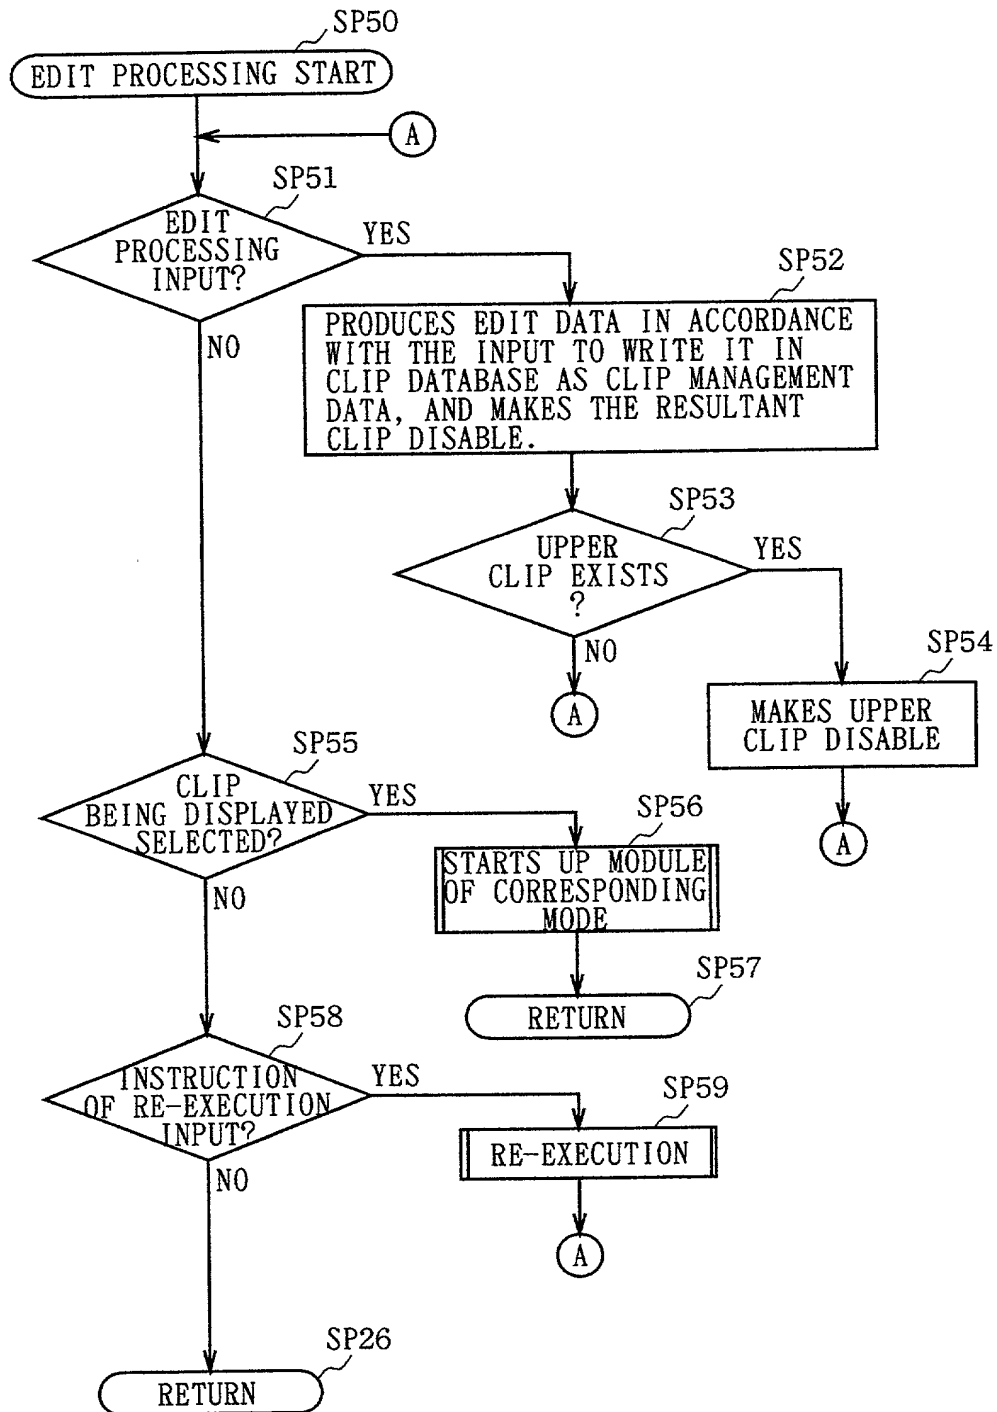 SP50
EDIT PROCESSING START
A
SP51
EDIT
PROCESSING
INPUT?
YES
NO
SP52
PRODUCES EDIT DATA IN ACCORDANCE
WITH THE INPUT TO WRITE IT IN
CLIP DATABASE AS CLIP MANAGEMENT
DATA, AND MAKES THE RESULTANT
CLIP DISABLE.
SP53
UPPER
CLIP EXISTS
?
YES
NO
A
SP54
MAKES UPPER
CLIP DISABLE
A
SP55
CLIP
BEING DISPLAYED
SELECTED?
YES
NO
SP56
STARTS UP MODULE
OF CORRESPONDING
MODE
SP57
RETURN
SP58
INSTRUCTION
OF RE-EXECUTION
INPUT?
YES
NO
SP59
RE-EXECUTION
A
SP26
RETURN